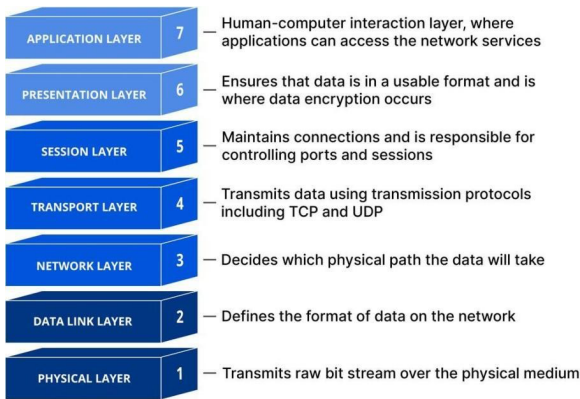 APPLICATION LAYER 7
Human-computer interaction layer, where
applications can access the network services
PRESENTATION LAYER 6
Ensures that data is in a usable format and is
where data encryption occurs
SESSION LAYER 5
Maintains connections and is responsible for
controlling ports and sessions
TRANSPORT LAYER 4
Transmits data using transmission protocols
including TCP and UDP
NETWORK LAYER 3
Decides which physical path the data will take
DATA LINK LAYER 2
Defines the format of data on the network
PHYSICAL LAYER 1
Transmits raw bit stream over the physical medium